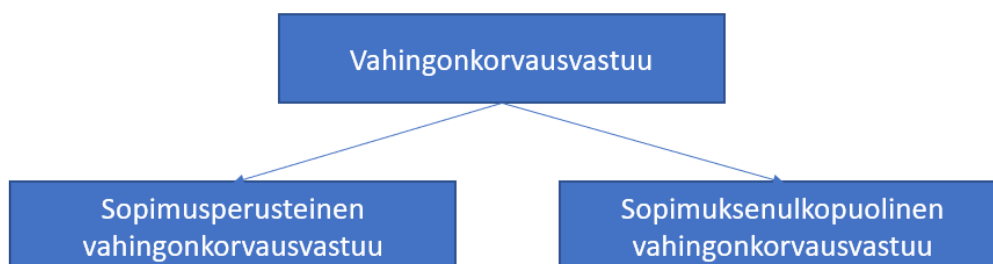 Vahingonkorvausvastuu
Sopimusperusteinen
vahingonkorvausvastuu
Sopimuksenulkopuolinen
vahingonkorvausvastuu